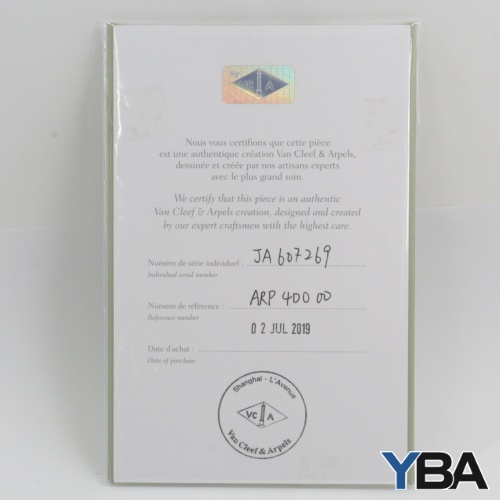 VC A
Nous vous certifions que cette pièce
est une authentique création Van Cleef & Arpels,
dessinée et créée par nos artisans experts
avec le plus grand soin.
We certify that this piece is an authentic
Van Cleef & Arpels creation, designed and created
by our expert craftsmen with the highest care.
Numéro de série individuel : JA607269
Individual serial number
Numéro de référence : ARP 400 00
Reference number
02 JUL 2019
Date d'achat :
Date of purchase
Shanghai - L'Avenue
VC A
Van Cleef & Arpels
YBA